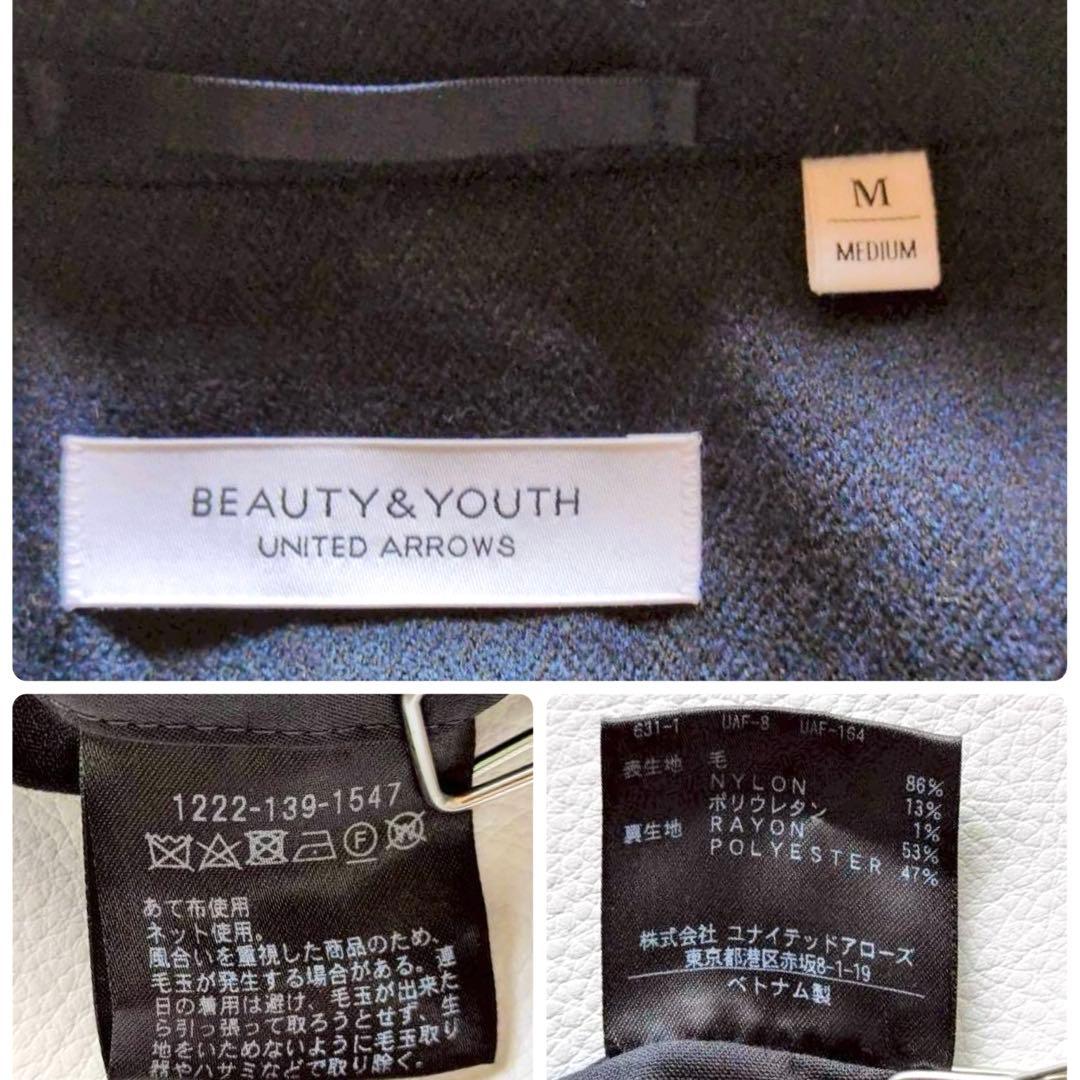 M
MEDIUM
BEAUTY&YOUTH
UNITED ARROWS
1222-139-1547
F
W
あて布使用
ネット使用。
風合いを重視した商品のため、
毛玉が発生する場合がある。連
日の着用は避け、毛玉が出来た
ら引っ張って取ろうとせず、生
地をいためないように毛玉取り
器やハサミなどで取り除く。
631-1 UAF-8 UAF-164
表生地 毛 86%
NYLON 13%
ポリウレタン 1%
裏生地 RAYON 53%
POLYESTER 47%
株式会社 ユナイテッドアローズ
東京都港区赤坂8-1-19
ベトナム製